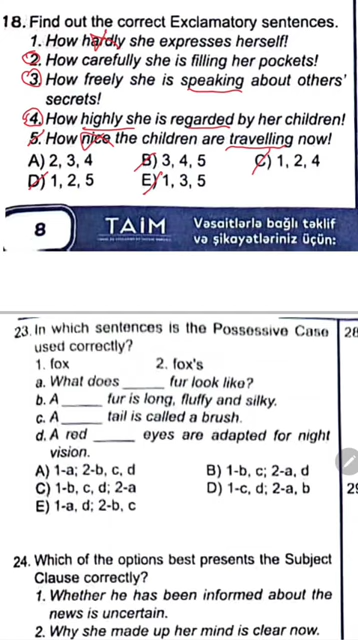 18. Find out the correct Exclamatory sentences.
1. How hardly she expresses herself!
2. How carefully she is filling her pockets!
3. How freely she is speaking about others'
secrets!
4. How highly she is regarded by her children!
5. How nice the children are travelling now!
A) 2, 3, 4 B) 3, 4, 5 C) 1, 2, 4
D) 1, 2, 5 E) 1, 3, 5
8 TAİM Vəsaitlərlə bağlı təklif
və şikayətləriniz üçün:
23. In which sentences is the Possessive Case 28
used correctly?
1. fox 2. fox's
a. What does _____ fur look like?
b. A _____ fur is long, fluffy and silky.
c. A _____ tail is called a brush.
d. A red _____ eyes are adapted for night
vision.
A) 1-a; 2-b, c, d B) 1-b, c; 2-a, d
C) 1-b, c, d; 2-a D) 1-c, d; 2-a, b 29
E) 1-a, d; 2-b, c
24. Which of the options best presents the Subject
Clause correctly?
1. Whether he has been informed about the
news is uncertain.
2. Why she made up her mind is clear now.